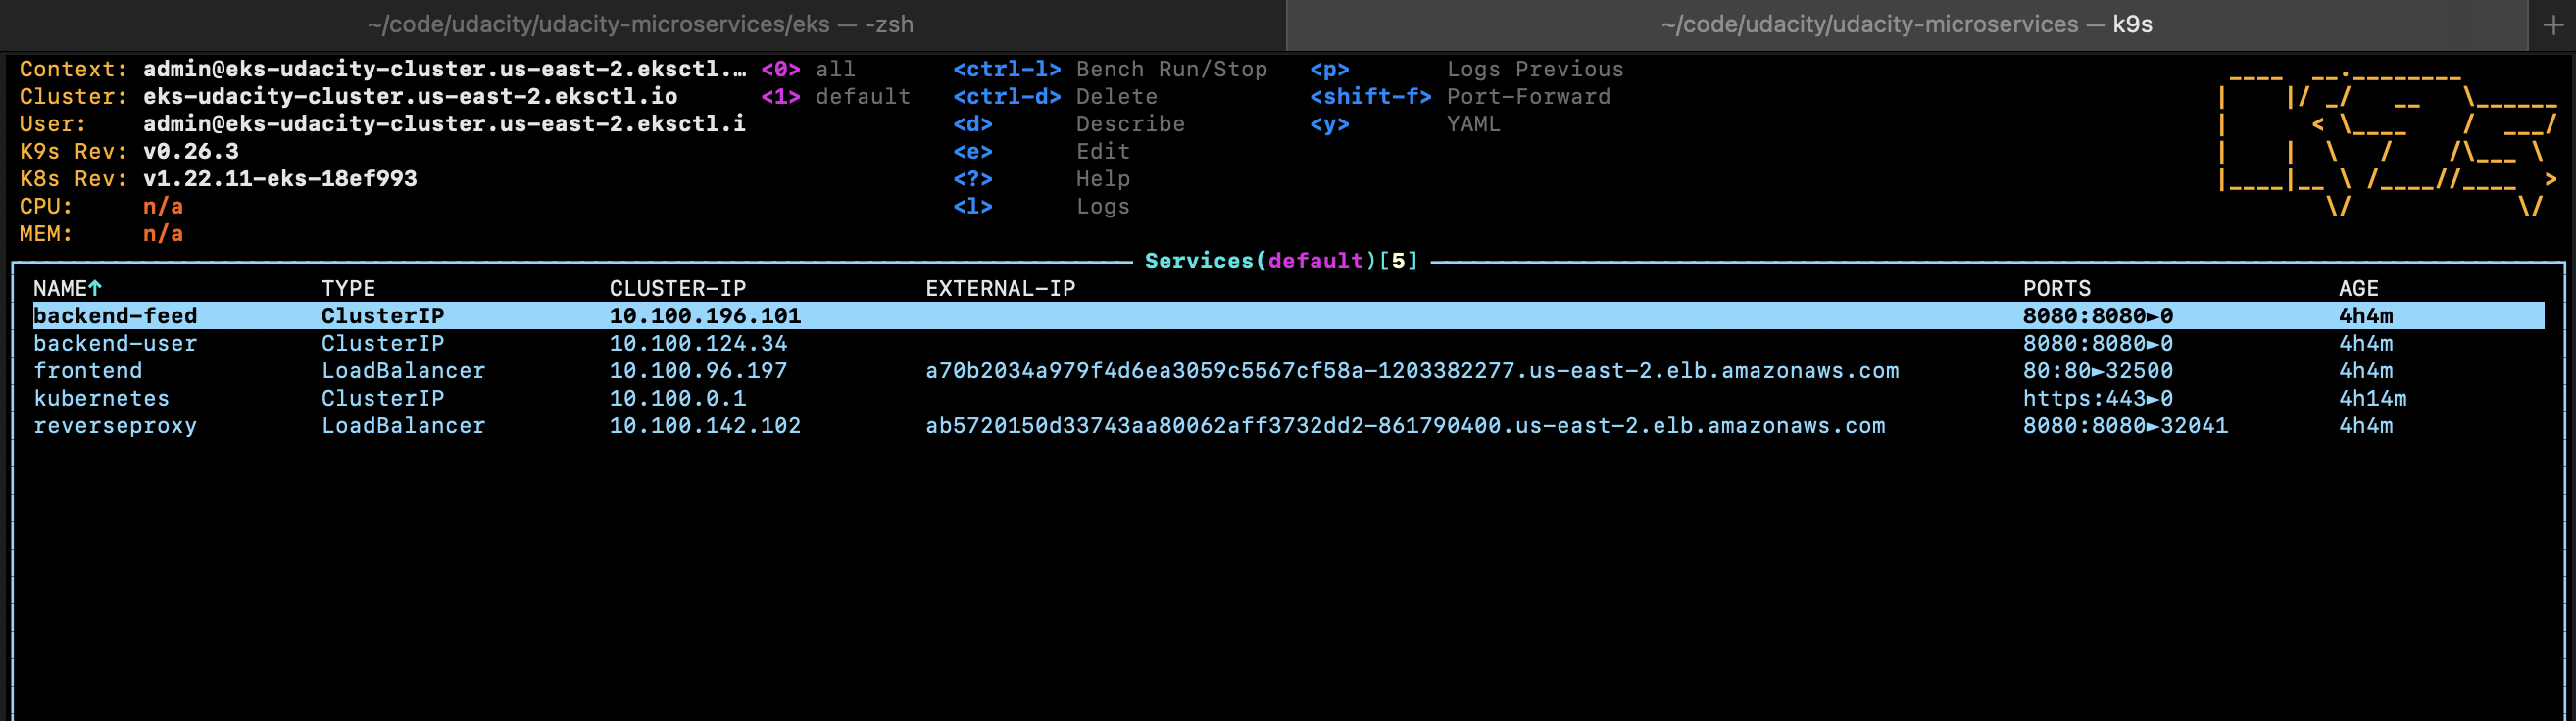 ~/code/udacity/udacity-microservices/eks — -zsh ~/code/udacity/udacity-microservices — k9s +
Context: admin@eks-udacity-cluster.us-east-2.eksctl.… <0> all <ctrl-l> Bench Run/Stop <p> Logs Previous
Cluster: eks-udacity-cluster.us-east-2.eksctl.io <1> default <ctrl-d> Delete <shift-f> Port-Forward
User: admin@eks-udacity-cluster.us-east-2.eksctl.i <d> Describe <y> YAML
K9s Rev: v0.26.3 <e> Edit
K8s Rev: v1.22.11-eks-18ef993 <?> Help
CPU: n/a <l> Logs
MEM: n/a
Services(default)[5]
NAME↑ TYPE CLUSTER-IP EXTERNAL-IP PORTS AGE
backend-feed ClusterIP 10.100.196.101 8080:8080►0 4h4m
backend-user ClusterIP 10.100.124.34 8080:8080►0 4h4m
frontend LoadBalancer 10.100.96.197 a70b2034a979f4d6ea3059c5567cf58a-1203382277.us-east-2.elb.amazonaws.com 80:80►32500 4h4m
kubernetes ClusterIP 10.100.0.1 https:443►0 4h14m
reverseproxy LoadBalancer 10.100.142.102 ab5720150d33743aa80062aff3732dd2-861790400.us-east-2.elb.amazonaws.com 8080:8080►32041 4h4m